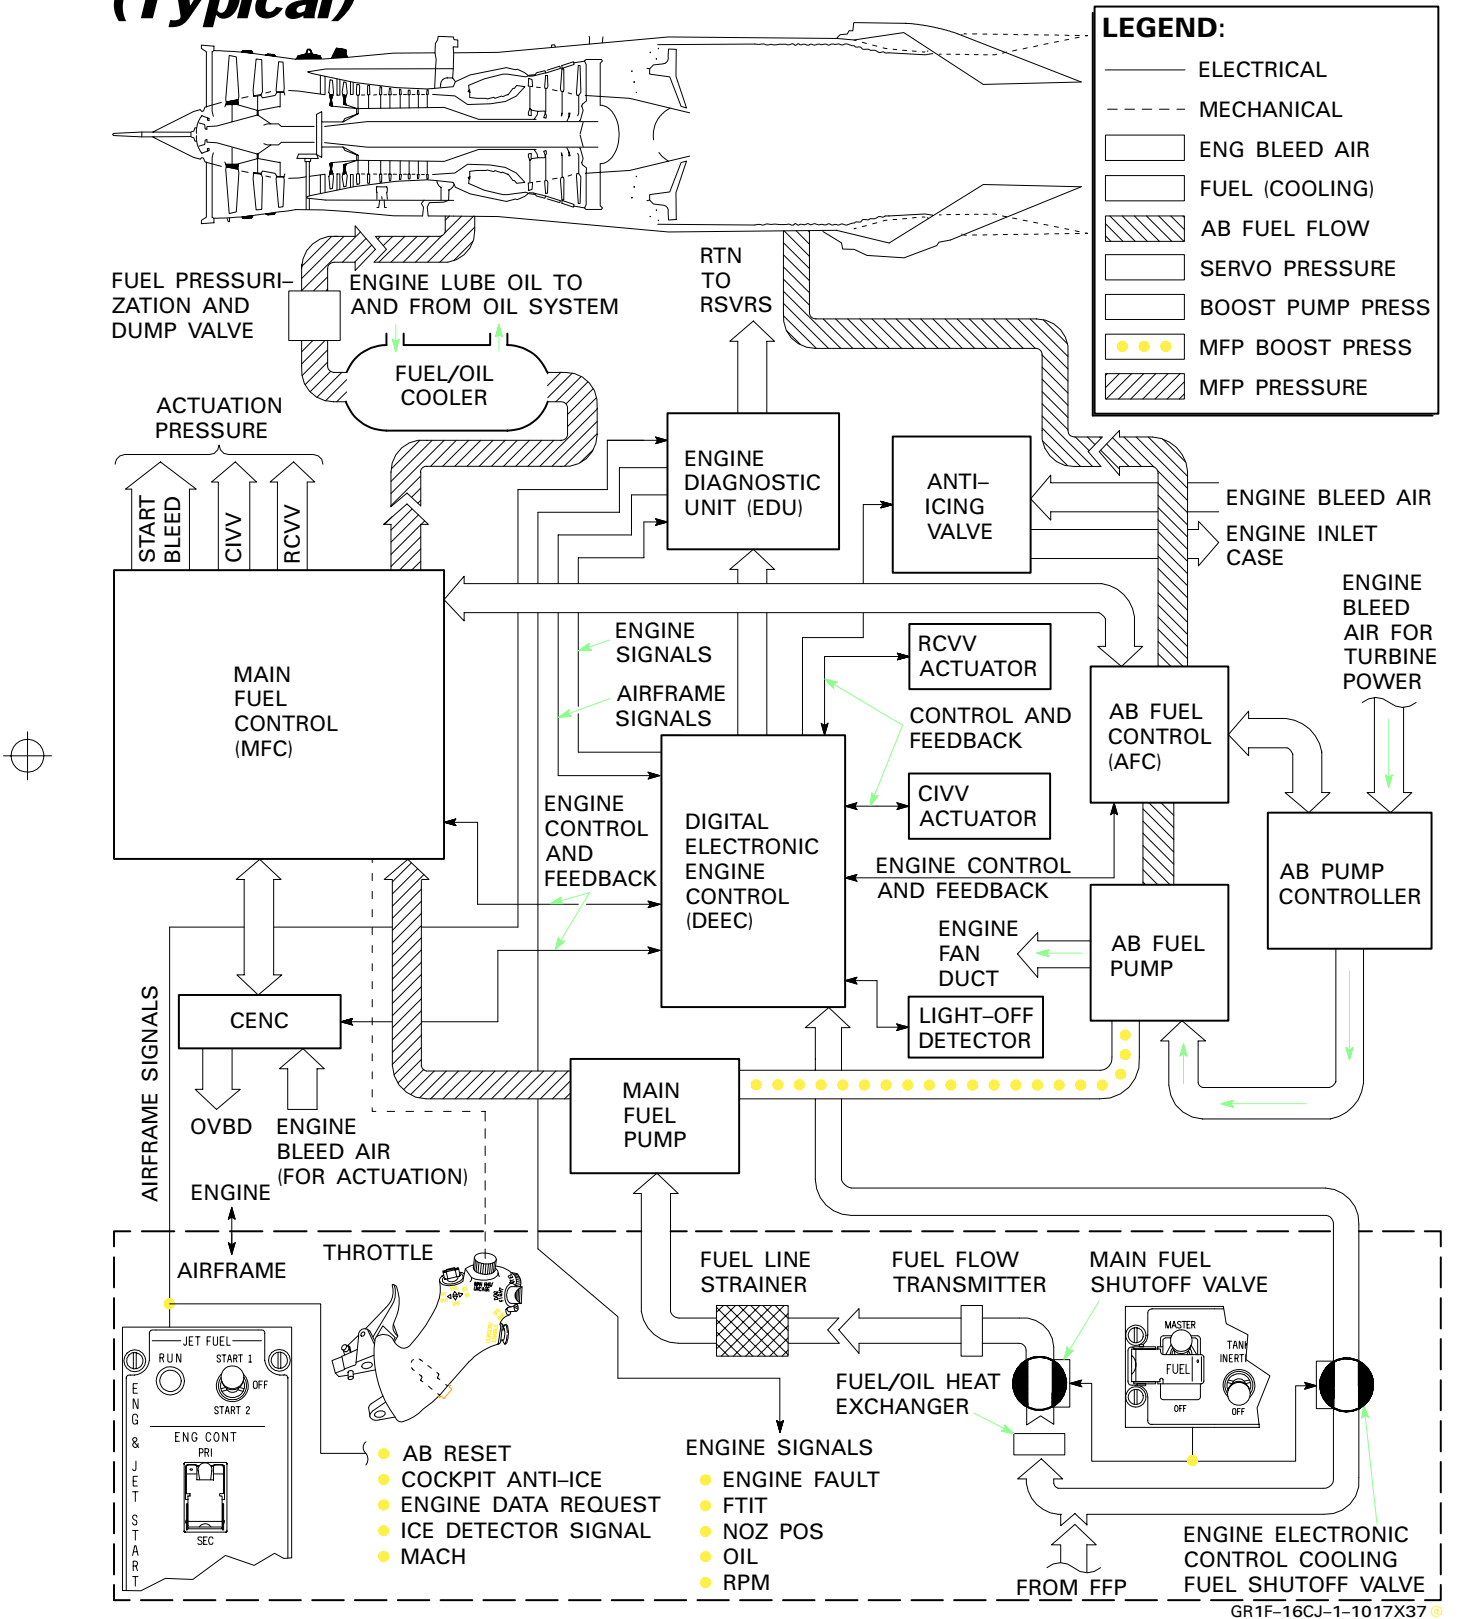 (Typical)
LEGEND:
ELECTRICAL
MECHANICAL
ENG BLEED AIR
FUEL (COOLING)
AB FUEL FLOW
SERVO PRESSURE
BOOST PUMP PRESS
MFP BOOST PRESS
MFP PRESSURE
FUEL PRESSURI–
ZATION AND
DUMP VALVE
ENGINE LUBE OIL TO
AND FROM OIL SYSTEM
RTN
TO
RSVRS
FUEL/OIL
COOLER
ACTUATION
PRESSURE
START
BLEED
CIVV
RCVV
ENGINE
DIAGNOSTIC
UNIT (EDU)
ANTI–
ICING
VALVE
ENGINE BLEED AIR
ENGINE INLET
CASE
ENGINE
BLEED
AIR FOR
TURBINE
POWER
MAIN
FUEL
CONTROL
(MFC)
ENGINE
SIGNALS
AIRFRAME
SIGNALS
RCVV
ACTUATOR
CONTROL AND
FEEDBACK
CIVV
ACTUATOR
AB FUEL
CONTROL
(AFC)
ENGINE
CONTROL
AND
FEEDBACK
DIGITAL
ELECTRONIC
ENGINE
CONTROL
(DEEC)
ENGINE CONTROL
AND FEEDBACK
AB PUMP
CONTROLLER
ENGINE
FAN
DUCT
AB FUEL
PUMP
LIGHT–OFF
DETECTOR
CENC
AIRFRAME SIGNALS
OVBD
ENGINE
BLEED AIR
(FOR ACTUATION)
MAIN
FUEL
PUMP
ENGINE
AIRFRAME
THROTTLE
FUEL LINE
STRAINER
FUEL FLOW
TRANSMITTER
MAIN FUEL
SHUTOFF VALVE
JET FUEL
RUN
START 1
OFF
START 2
ENG CONT
PRI
SEC
ENG & JET START
MASTER
FUEL
OFF
TANK
INERT
OFF
FUEL/OIL HEAT
EXCHANGER
AB RESET
COCKPIT ANTI–ICE
ENGINE DATA REQUEST
ICE DETECTOR SIGNAL
MACH
ENGINE SIGNALS
ENGINE FAULT
FTIT
NOZ POS
OIL
RPM
FROM FFP
ENGINE ELECTRONIC
CONTROL COOLING
FUEL SHUTOFF VALVE
GR1F–16CJ–1–1017X37